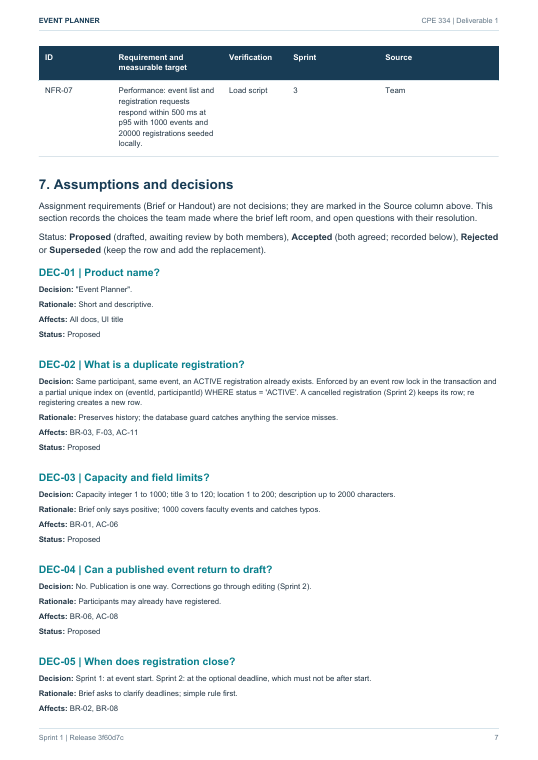 EVENT PLANNER
CPE 334 | Deliverable 1
ID
Requirement and measurable target
Verification
Sprint
Source
NFR-07
Performance: event list and
registration requests
respond within 500 ms at
p95 with 1000 events and
20000 registrations seeded
locally.
Load script
3
Team
7. Assumptions and decisions
Assignment requirements (Brief or Handout) are not decisions; they are marked in the Source column above. This
section records the choices the team made where the brief left room, and open questions with their resolution.
Status: Proposed (drafted, awaiting review by both members), Accepted (both agreed; recorded below), Rejected
or Superseded (keep the row and add the replacement).
DEC-01 | Product name?
Decision: "Event Planner".
Rationale: Short and descriptive.
Affects: All docs, UI title
Status: Proposed
DEC-02 | What is a duplicate registration?
Decision: Same participant, same event, an ACTIVE registration already exists. Enforced by an event row lock in the transaction and
a partial unique index on (eventId, participantId) WHERE status = 'ACTIVE'. A cancelled registration (Sprint 2) keeps its row; re
registering creates a new row.
Rationale: Preserves history; the database guard catches anything the service misses.
Affects: BR-03, F-03, AC-11
Status: Proposed
DEC-03 | Capacity and field limits?
Decision: Capacity integer 1 to 1000; title 3 to 120; location 1 to 200; description up to 2000 characters.
Rationale: Brief only says positive; 1000 covers faculty events and catches typos.
Affects: BR-01, AC-06
Status: Proposed
DEC-04 | Can a published event return to draft?
Decision: No. Publication is one way. Corrections go through editing (Sprint 2).
Rationale: Participants may already have registered.
Affects: BR-06, AC-08
Status: Proposed
DEC-05 | When does registration close?
Decision: Sprint 1: at event start. Sprint 2: at the optional deadline, which must not be after start.
Rationale: Brief asks to clarify deadlines; simple rule first.
Affects: BR-02, BR-08
Sprint 1 | Release 3f60d7c
7